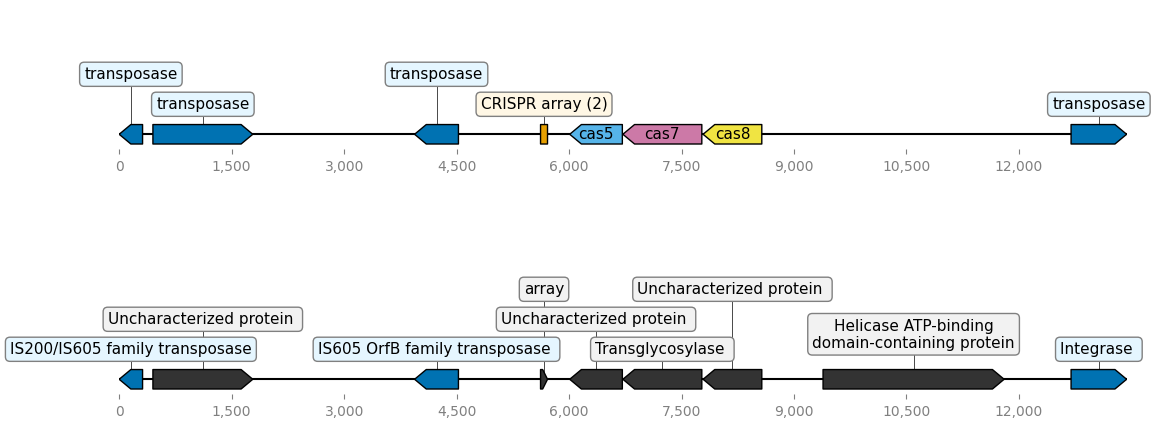 transposase
transposase
transposase
CRISPR array (2)
transposase
cas5
cas7
cas8
0
1,500
3,000
4,500
6,000
7,500
9,000
10,500
12,000
array
Uncharacterized protein
Uncharacterized protein
Uncharacterized protein
Helicase ATP-binding
domain-containing protein
IS200/IS605 family transposase
IS605 OrfB family transposase
Transglycosylase
Integrase
0
1,500
3,000
4,500
6,000
7,500
9,000
10,500
12,000